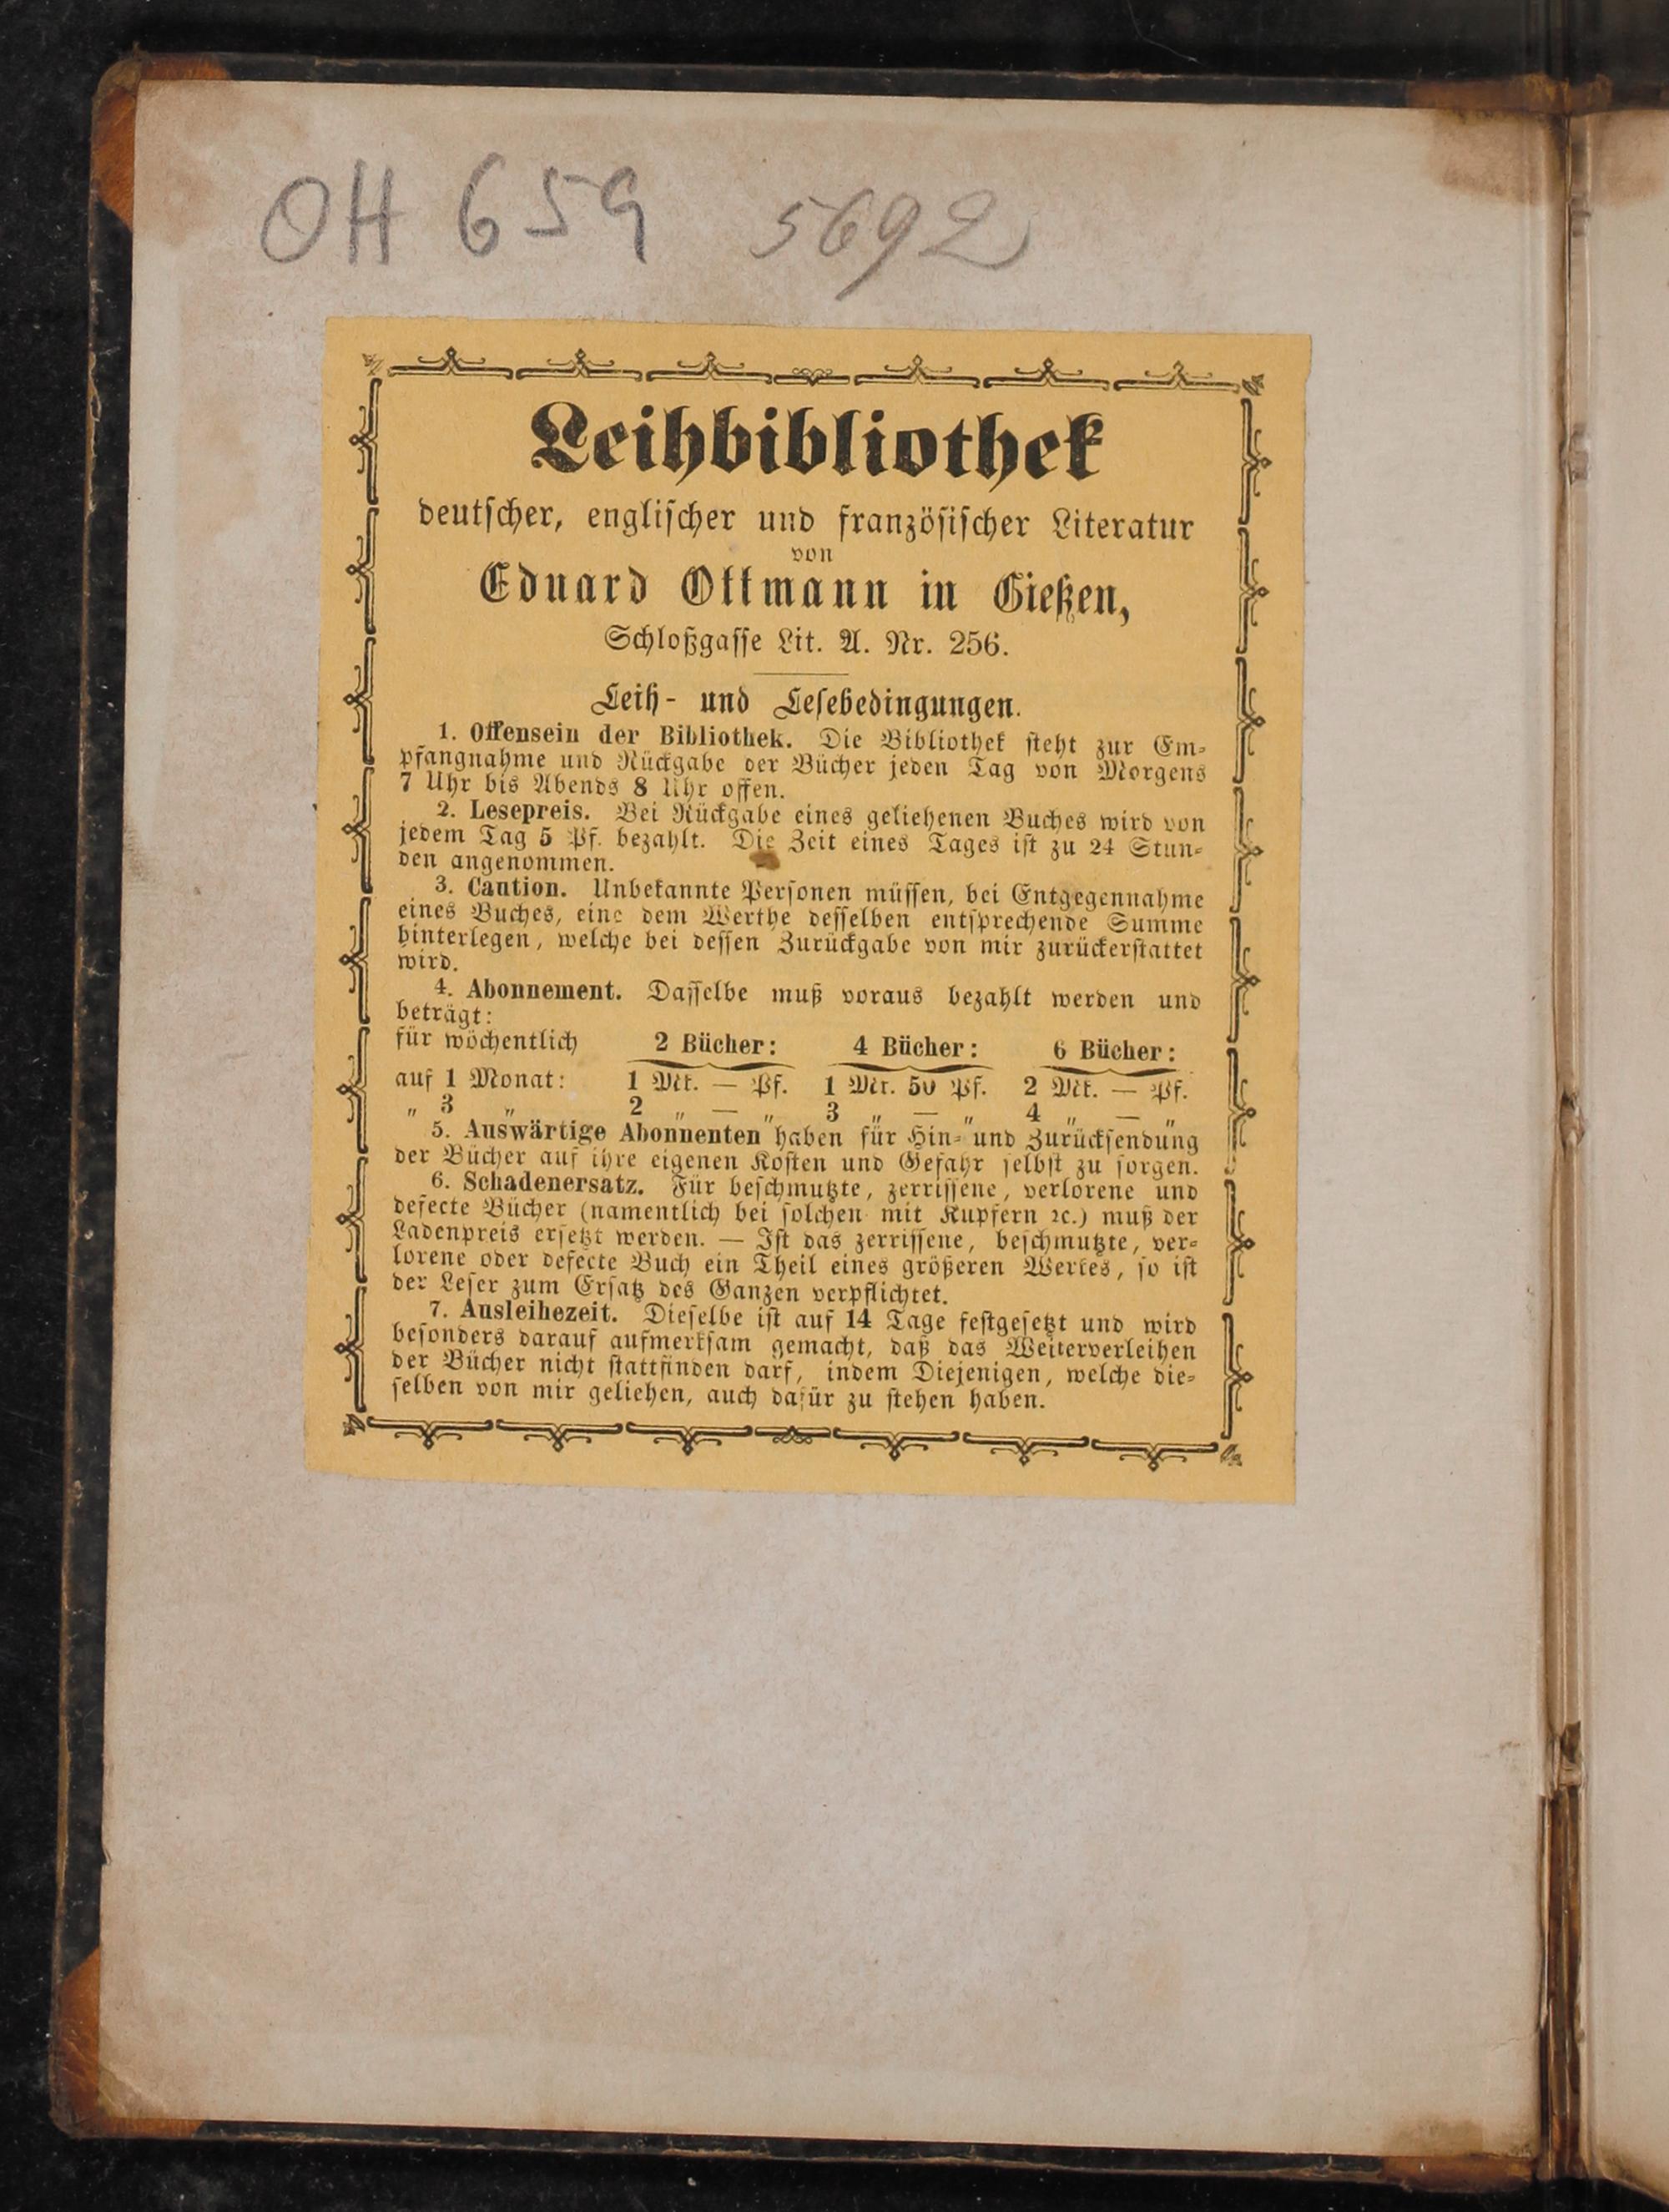 OH 659 5692
Leihbibliothek
deutscher, englischer und französischer Literatur
von
Eduard Ottmann in Gießen,
Schloßgasse Lit. A. Nr. 256.
Leih- und Lesebedingungen.
1. Offensein der Bibliothek. Die Bibliothek steht zur Em-
pfangnahme und Rückgabe der Bücher jeden Tag von Morgens
7 Uhr bis Abends 8 Uhr offen.
2. Lesepreis. Bei Rückgabe eines geliehenen Buches wird von
jedem Tag 5 Pf. bezahlt. Die Zeit eines Tages ist zu 24 Stun-
den angenommen.
3. Caution. Unbekannte Personen müssen, bei Entgegennahme
eines Buches, eine dem Werthe desselben entsprechende Summe
hinterlegen, welche bei dessen Zurückgabe von mir zurückerstattet
wird.
4. Abonnement. Dasselbe muß voraus bezahlt werden und
beträgt:
für wöchentlich 2 Bücher: 4 Bücher: 6 Bücher:
auf 1 Monat: 1 Mk. — Pf. 1 Mk. 50 Pf. 2 Mk. — Pf.
„ 3 „ 2 „ — „ 3 „ — „ 4 „ — „
5. Auswärtige Abonnenten haben für Hin- und Zurücksendung
der Bücher auf ihre eigenen Kosten und Gefahr selbst zu sorgen.
6. Schadenersatz. Für beschmutzte, zerrissene, verlorene und
defecte Bücher (namentlich bei solchen mit Kupfern ꝛc.) muß der
Ladenpreis ersetzt werden. — Ist das zerrissene, beschmutzte, ver-
lorene oder defecte Buch ein Theil eines größeren Werkes, so ist
der Leser zum Ersatz des Ganzen verpflichtet.
7. Ausleihezeit. Dieselbe ist auf 14 Tage festgesetzt und wird
besonders darauf aufmerksam gemacht, daß das Weiterverleihen
der Bücher nicht stattfinden darf, indem Diejenigen, welche die-
selben von mir geliehen, auch dafür zu stehen haben.